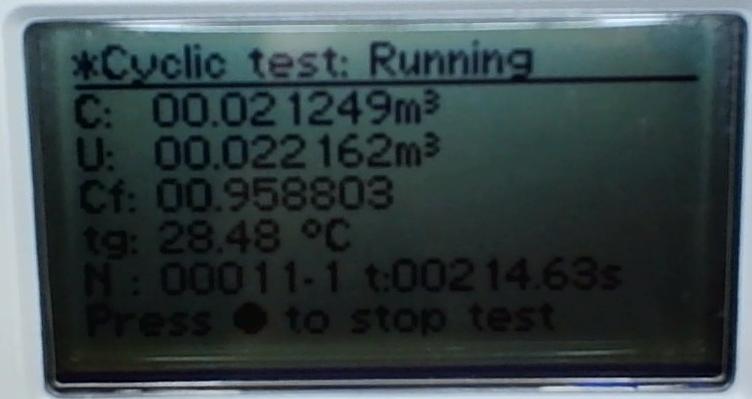 *Cyclic test: Running
C: 00.021249m³
U: 00.022162m³
Cf: 00.958803
tg: 28.48 °C
N : 00011-1 t:00214.63s
Press ● to stop test